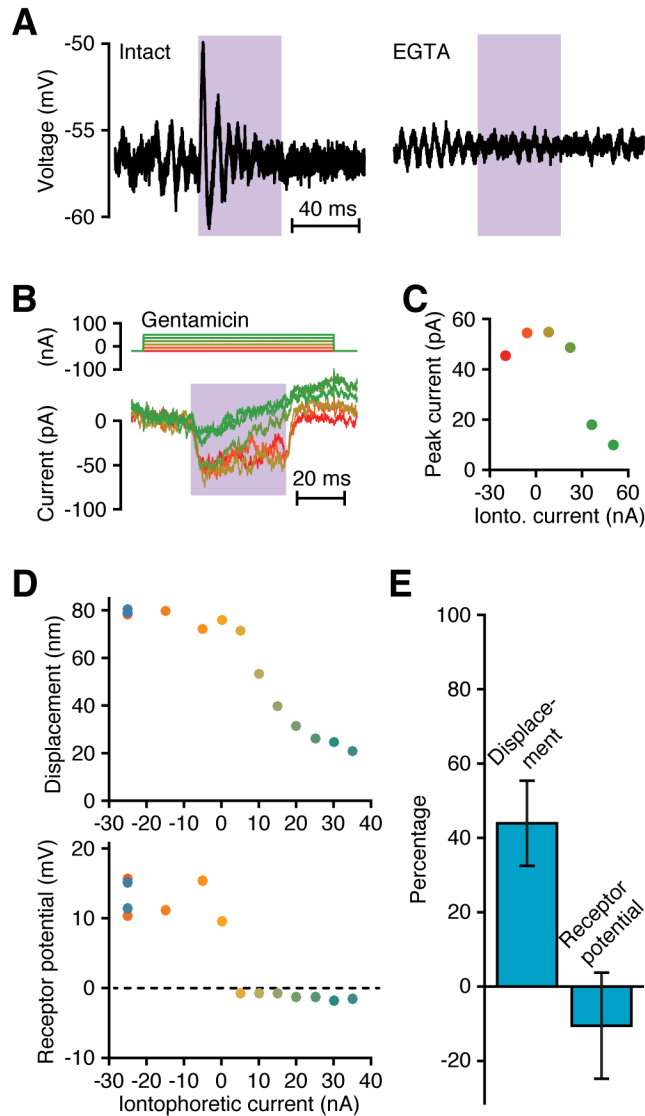 A
Intact
EGTA
-50
-55
-60
Voltage (mV)
40 ms
B
Gentamicin
100
0
-100
(nA)
0
-50
-100
Current (pA)
20 ms
C
60
40
20
0
Peak current (pA)
-30 0 30 60
Ionto. current (nA)
D
80
60
40
20
0
Displacement (nm)
-30 -20 -10 0 10 20 30 40
20
10
0
-10
Receptor potential (mV)
-30 -20 -10 0 10 20 30 40
Iontophoretic current (nA)
E
100
80
60
40
20
0
-20
Percentage
Displace-
ment
Receptor
potential